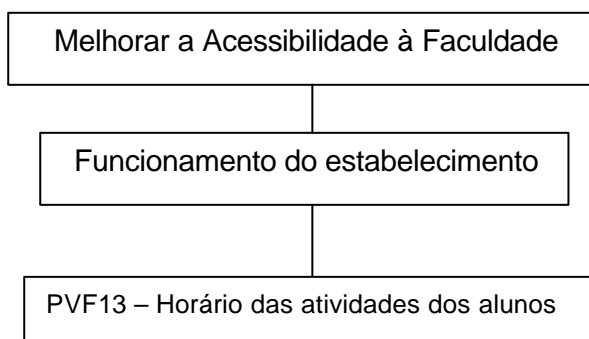 Melhorar a Acessibilidade à Faculdade
Funcionamento do estabelecimento
PVF13 – Horário das atividades dos alunos